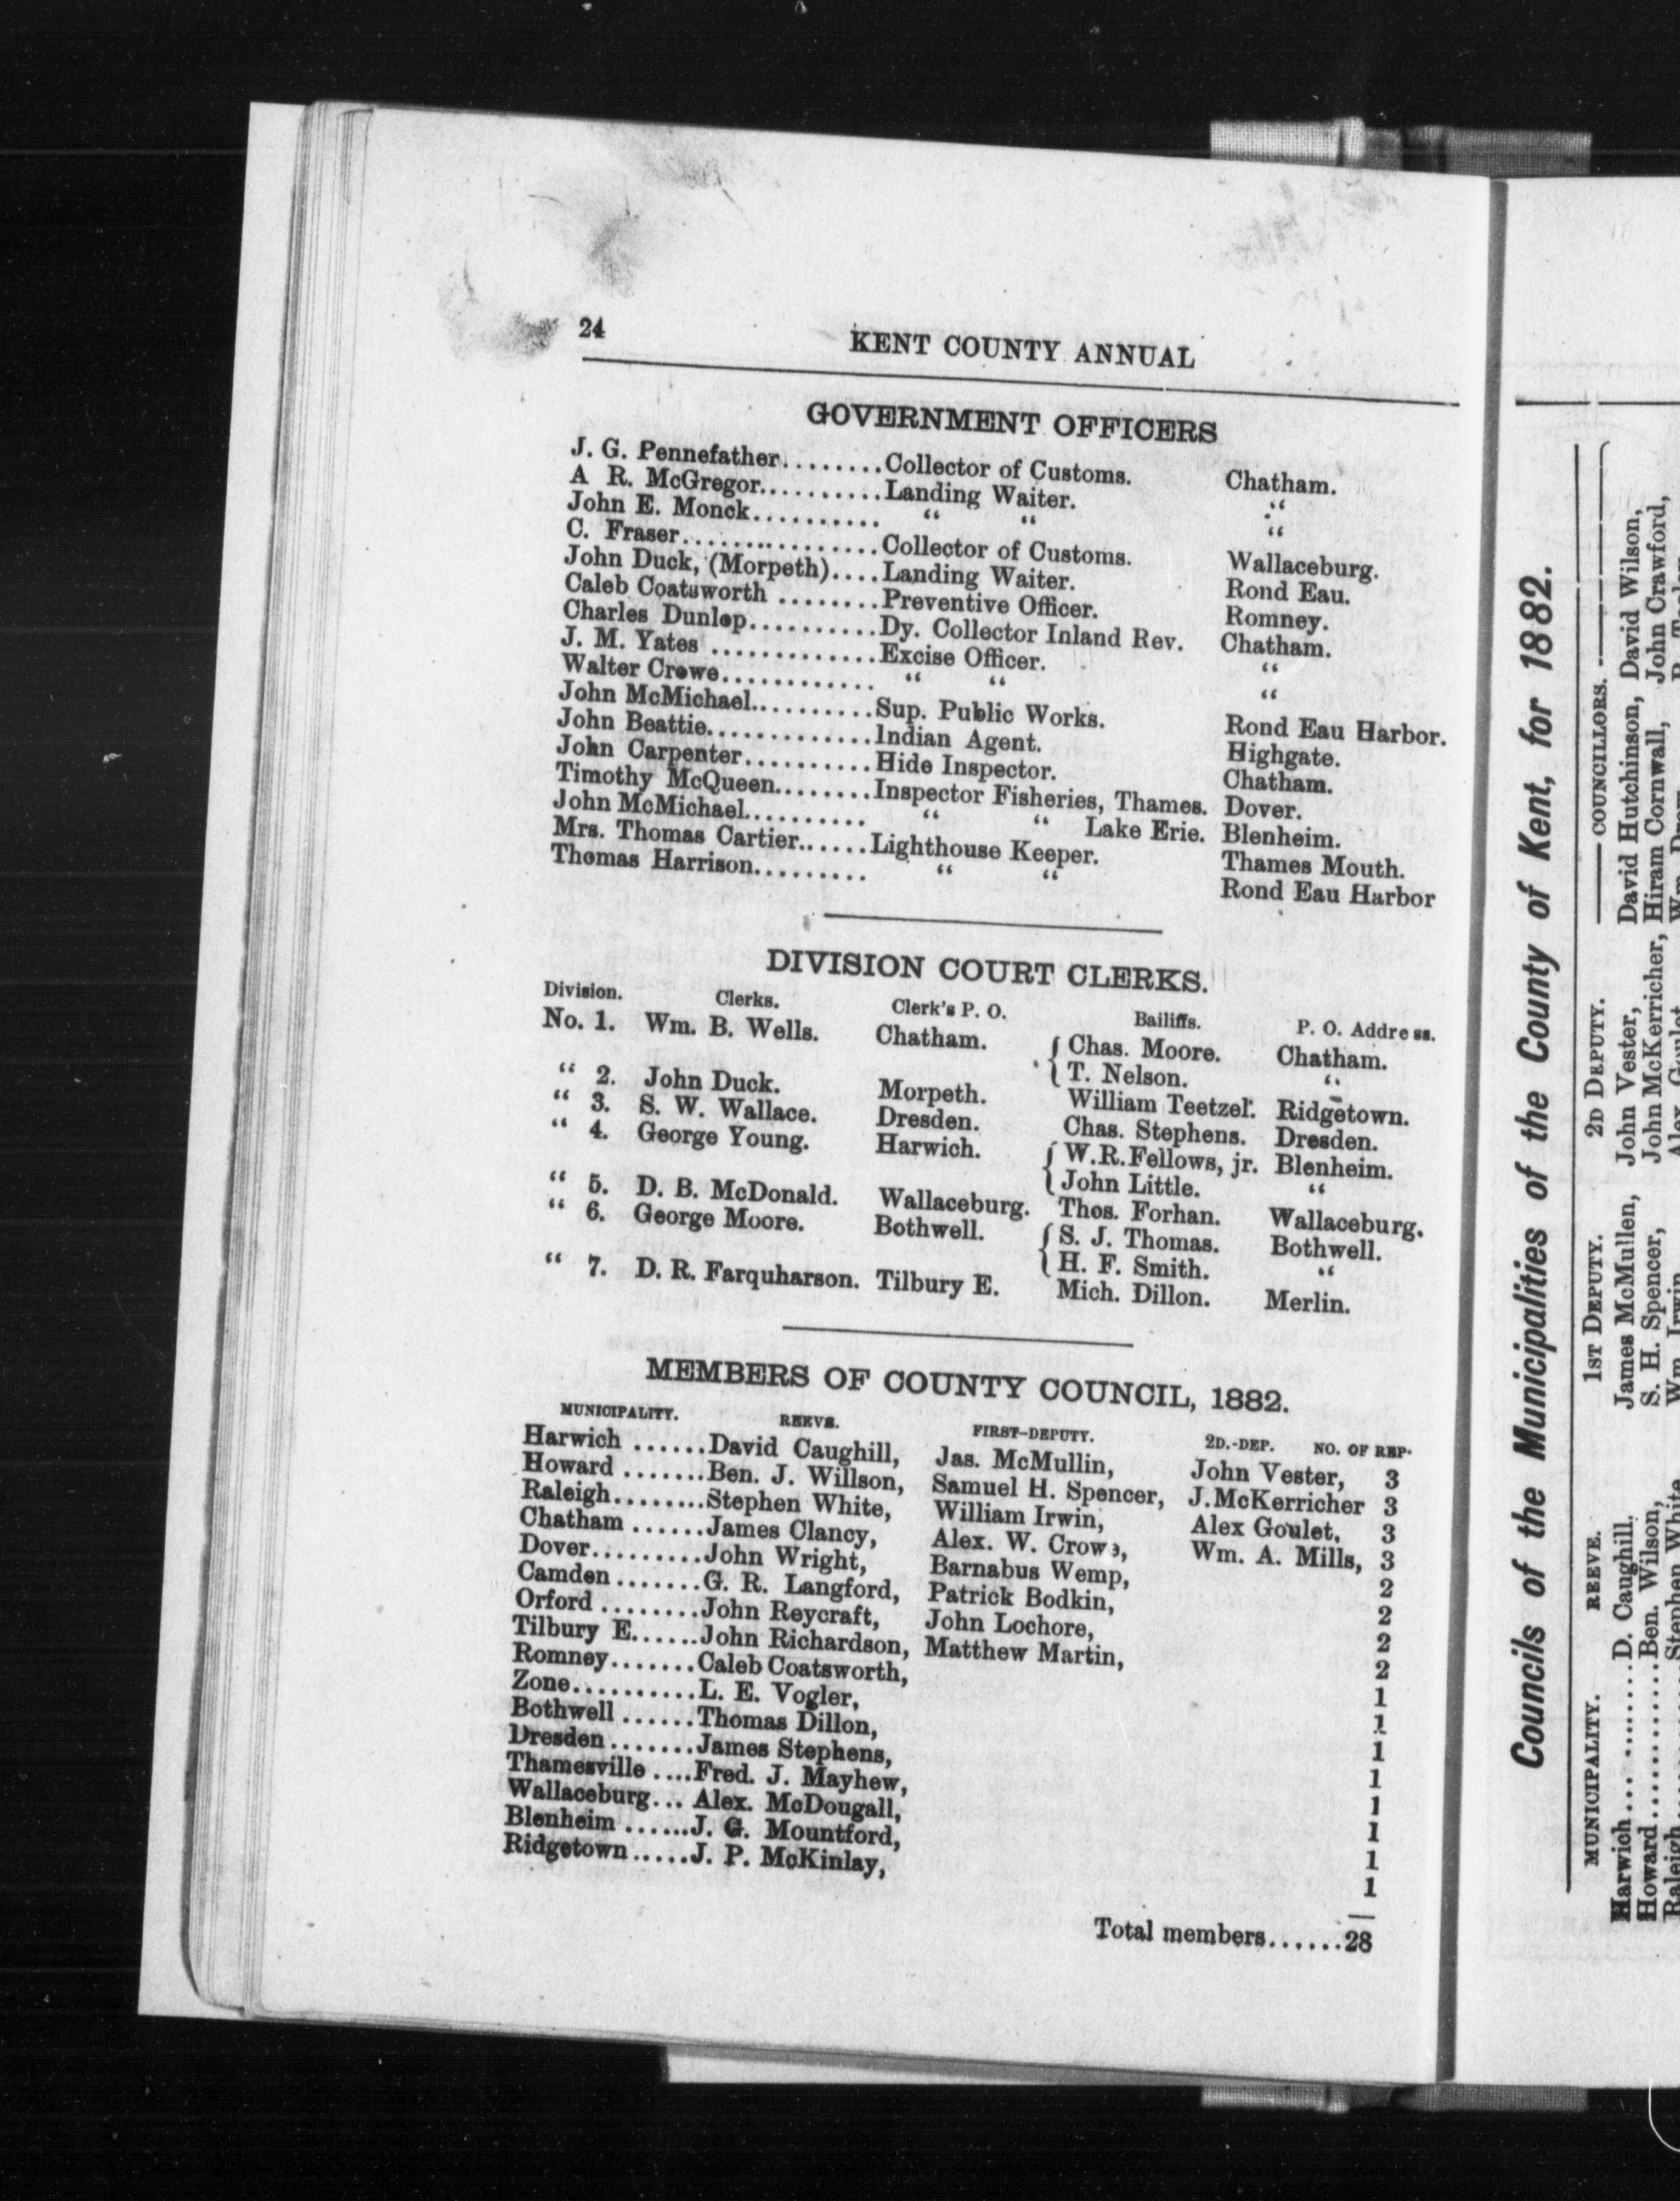 24
KENT COUNTY ANNUAL
GOVERNMENT OFFICERS
J. G. Pennefather........Collector of Customs. Chatham.
A R. McGregor..........Landing Waiter. “
John E. Monck.......... “ “ “
C. Fraser................Collector of Customs. Wallaceburg.
John Duck, (Morpeth)....Landing Waiter. Rond Eau.
Caleb Coatsworth ........Preventive Officer. Romney.
Charles Dunlop..........Dy. Collector Inland Rev. Chatham.
J. M. Yates .............Excise Officer. “
Walter Crewe............ “ “ “
John McMichael..........Sup. Public Works. Rond Eau Harbor.
John Beattie.............Indian Agent. Highgate.
John Carpenter..........Hide Inspector. Chatham.
Timothy McQueen........Inspector Fisheries, Thames. Dover.
John McMichael.......... “ “ Lake Erie. Blenheim.
Mrs. Thomas Cartier......Lighthouse Keeper. Thames Mouth.
Thomas Harrison......... “ “ Rond Eau Harbor
DIVISION COURT CLERKS.
Division. Clerks. Clerk's P. O. Bailiffs. P. O. Address.
No. 1. Wm. B. Wells. Chatham. { Chas. Moore. Chatham.
{ T. Nelson. “
“ 2. John Duck. Morpeth. William Teetzel. Ridgetown.
“ 3. S. W. Wallace. Dresden. Chas. Stephens. Dresden.
“ 4. George Young. Harwich. { W.R.Fellows, jr. Blenheim.
{ John Little. “
“ 5. D. B. McDonald. Wallaceburg. Thos. Forhan. Wallaceburg.
“ 6. George Moore. Bothwell. { S. J. Thomas. Bothwell.
{ H. F. Smith. “
“ 7. D. R. Farquharson. Tilbury E. Mich. Dillon. Merlin.
MEMBERS OF COUNTY COUNCIL, 1882.
MUNICIPALITY. REEVE. FIRST-DEPUTY. 2D.-DEP. NO. OF REP.
Harwich ......David Caughill, Jas. McMullin, John Vester, 3
Howard .......Ben. J. Willson, Samuel H. Spencer, J.McKerricher 3
Raleigh........Stephen White, William Irwin, Alex Goulet, 3
Chatham ......James Clancy, Alex. W. Crowe, Wm. A. Mills, 3
Dover..........John Wright, Barnabus Wemp, 2
Camden .......G. R. Langford, Patrick Bodkin, 2
Orford ........John Reycraft, John Lochore, 2
Tilbury E......John Richardson, Matthew Martin, 2
Romney.......Caleb Coatsworth, 1
Zone..........L. E. Vogler, 1
Bothwell ......Thomas Dillon, 1
Dresden .......James Stephens, 1
Thamesville ....Fred. J. Mayhew, 1
Wallaceburg... Alex. McDougall, 1
Blenheim ......J. G. Mountford, 1
Ridgetown .....J. P. McKinlay, 1
Total members......28
Councils of the Municipalities of the County of Kent, for 1882.
MUNICIPALITY. REEVE. 1ST DEPUTY. 2D DEPUTY. COUNCILLORS.
Harwich..........D. Caughill, James McMullen, John Vester, David Hutchinson, David Wilson,
Howard..........Ben. Wilson, S. H. Spencer, John McKerricher, Hiram Cornwall, John Crawford,
Raleigh Stephen White Wm. Irwin Alex Goulet